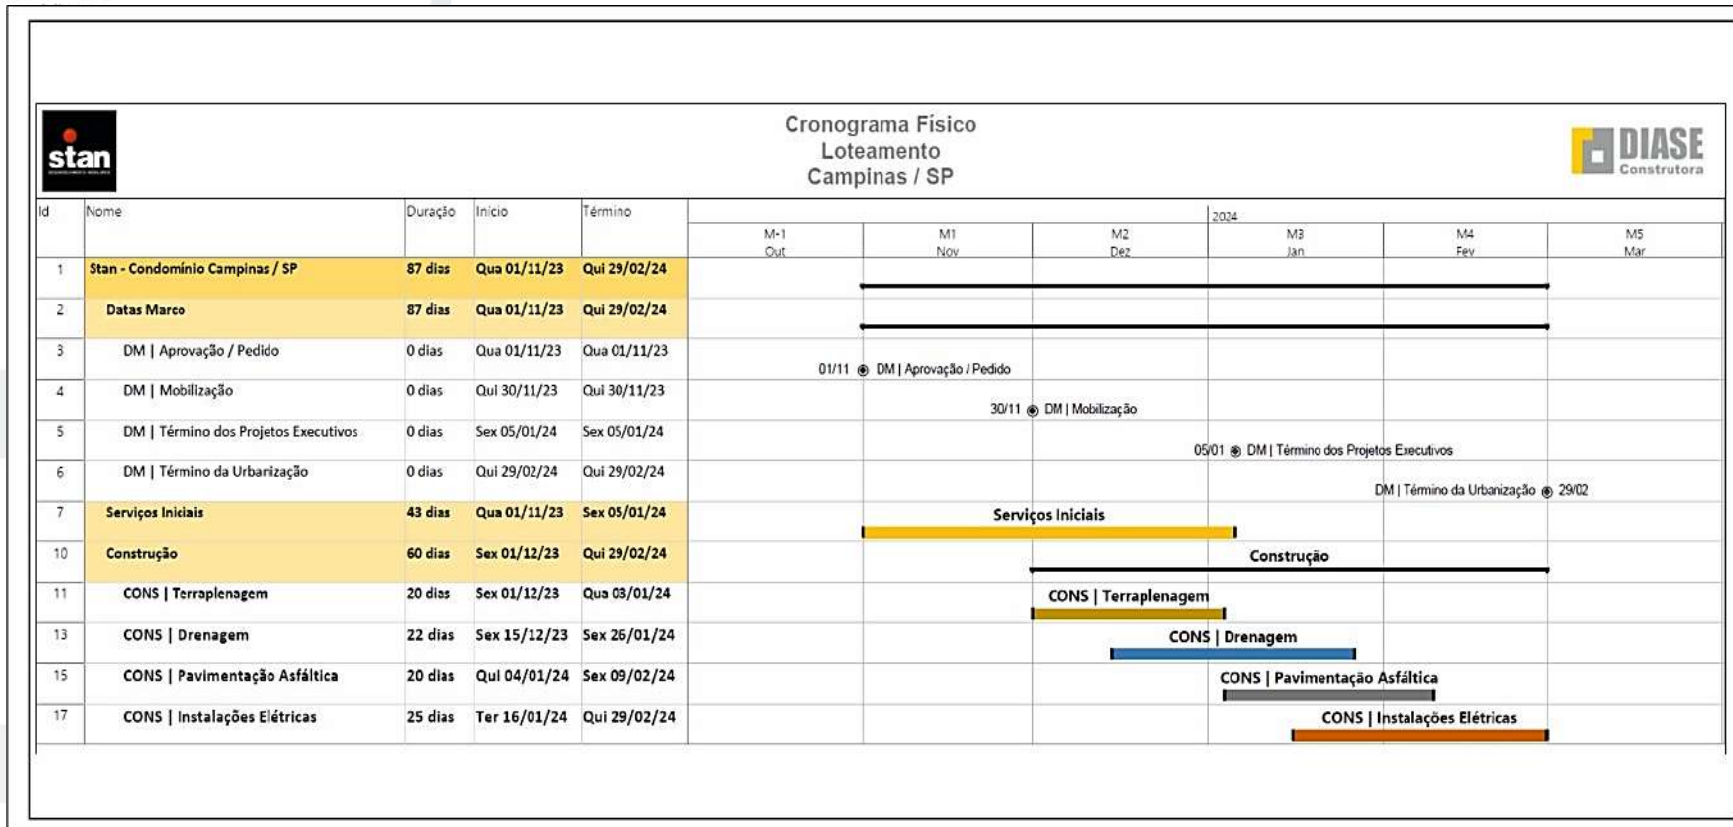 Cronograma Físico
Loteamento
Campinas / SP
stan
DIASE
Construtora
Id Nome Duração Início Término
2024
M-1 M1 M2 M3 M4 M5
Out Nov Dez Jan Fev Mar
1 Stan - Condomínio Campinas / SP 87 dias Qua 01/11/23 Qui 29/02/24
2 Datas Marco 87 dias Qua 01/11/23 Qui 29/02/24
3 DM | Aprovação / Pedido 0 dias Qua 01/11/23 Qua 01/11/23
01/11 DM | Aprovação / Pedido
4 DM | Mobilização 0 dias Qui 30/11/23 Qui 30/11/23
30/11 DM | Mobilização
5 DM | Término dos Projetos Executivos 0 dias Sex 05/01/24 Sex 05/01/24
05/01 DM | Término dos Projetos Executivos
6 DM | Término da Urbanização 0 dias Qui 29/02/24 Qui 29/02/24
DM | Término da Urbanização 29/02
7 Serviços Iniciais 43 dias Qua 01/11/23 Sex 05/01/24 Serviços Iniciais
10 Construção 60 dias Sex 01/12/23 Qui 29/02/24 Construção
11 CONS | Terraplenagem 20 dias Sex 01/12/23 Qua 03/01/24 CONS | Terraplenagem
13 CONS | Drenagem 22 dias Sex 15/12/23 Sex 26/01/24 CONS | Drenagem
15 CONS | Pavimentação Asfáltica 20 dias Qui 04/01/24 Sex 09/02/24 CONS | Pavimentação Asfáltica
17 CONS | Instalações Elétricas 25 dias Ter 16/01/24 Qui 29/02/24 CONS | Instalações Elétricas